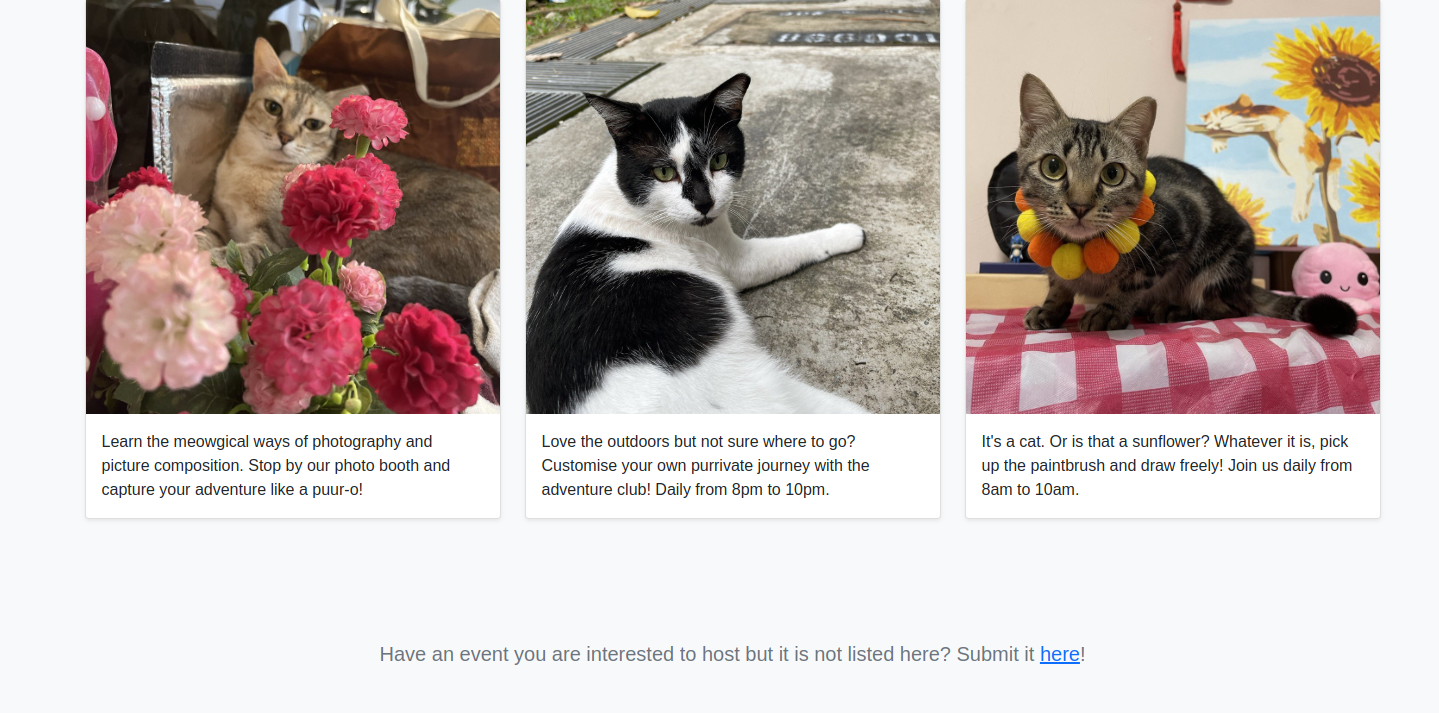 Learn the meowgical ways of photography and
picture composition. Stop by our photo booth and
capture your adventure like a puur-o!
Love the outdoors but not sure where to go?
Customise your own purrivate journey with the
adventure club! Daily from 8pm to 10pm.
It's a cat. Or is that a sunflower? Whatever it is, pick
up the paintbrush and draw freely! Join us daily from
8am to 10am.
Have an event you are interested to host but it is not listed here? Submit it here!